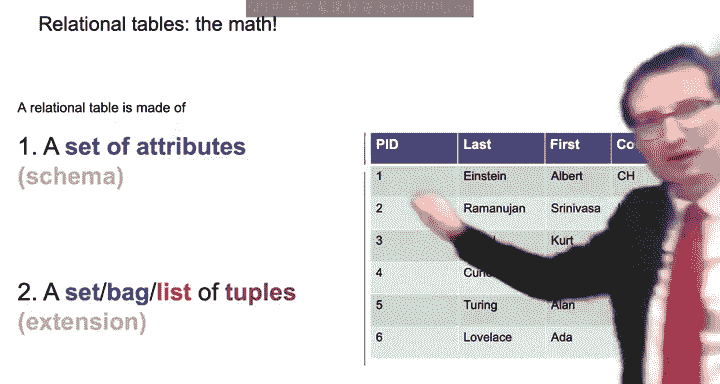 Relational tables: the math!
A relational table is made of
1. A set of attributes
(schema)
2. A set/bag/list of tuples
(extension)
PID Last First
1 Einstein Albert CH
2 Ramanujan Srinivasa
3 Kurt
4
5 Turing Alan
6 Lovelace Ada